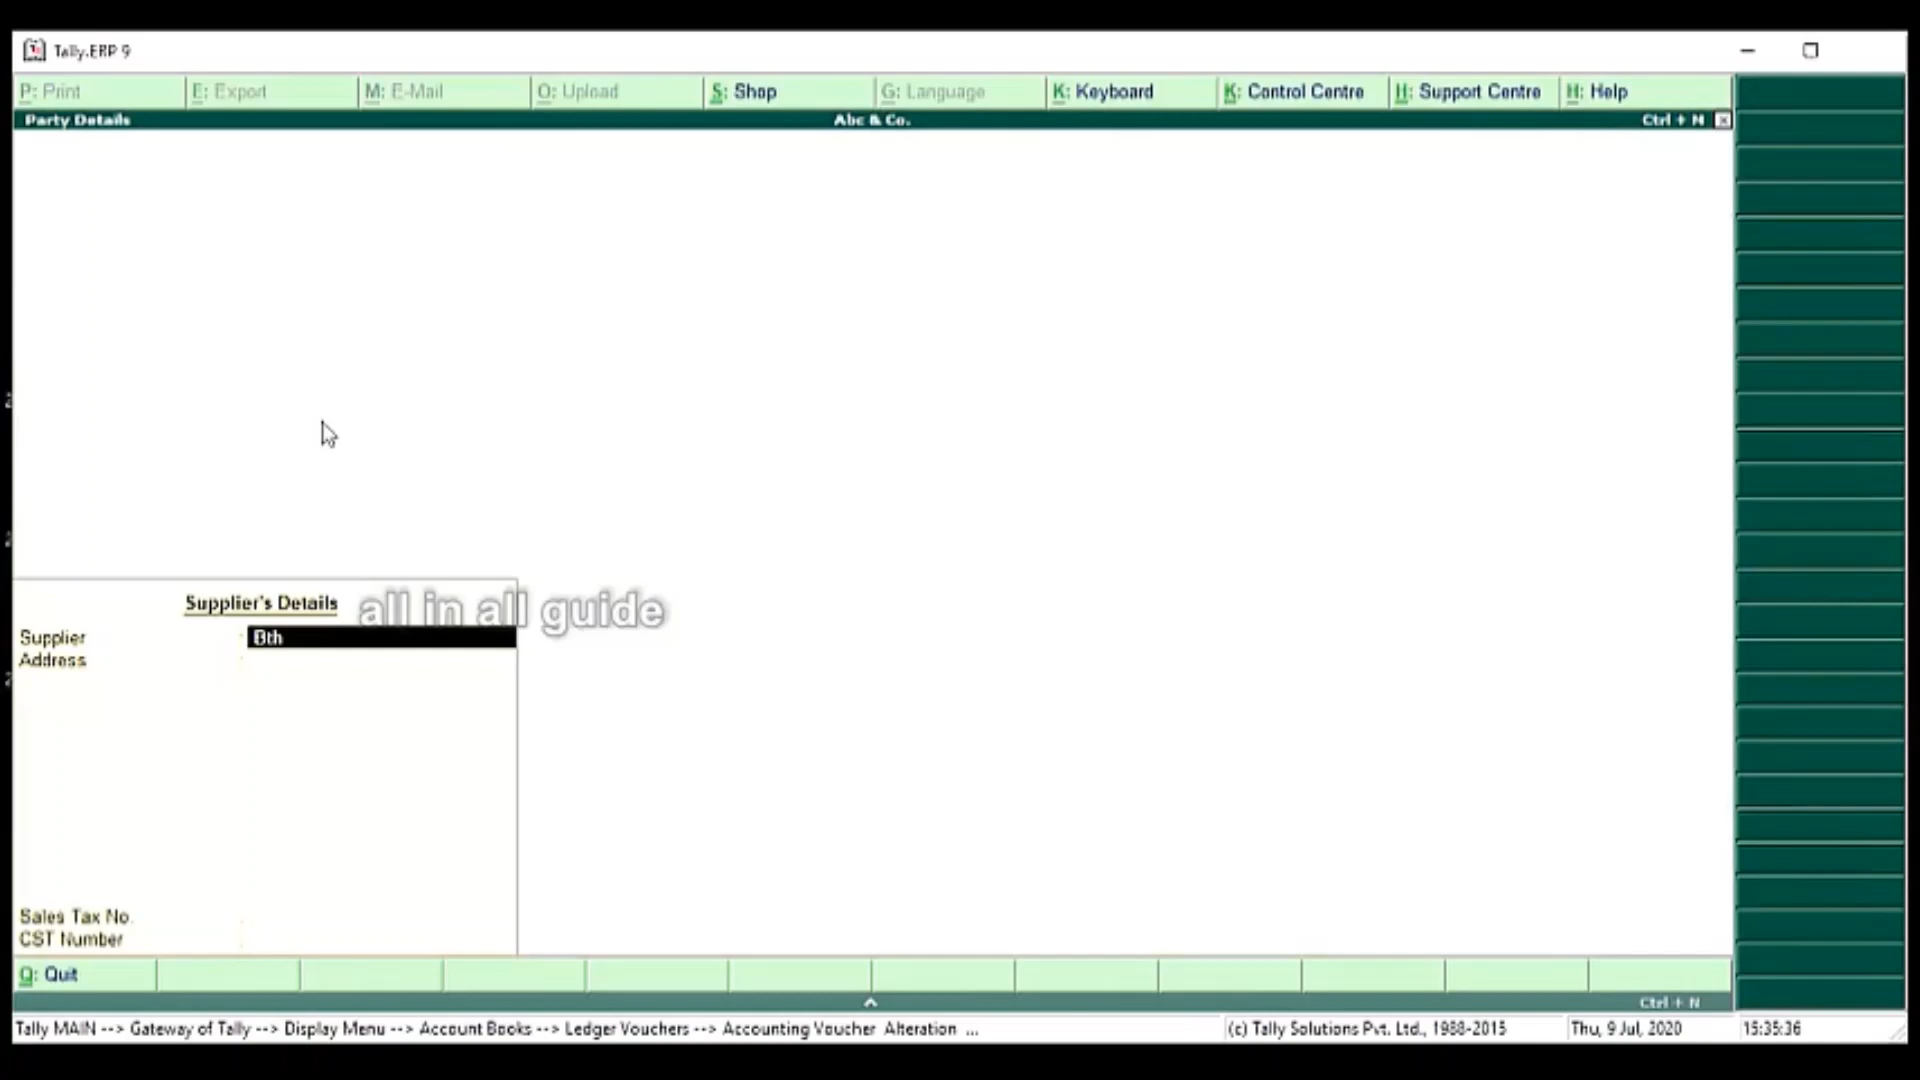 Tally.ERP 9
P: Print E: Export M: E-Mail O: Upload S: Shop G: Language K: Keyboard K: Control Centre H: Support Centre H: Help
Party Details Abc & Co. Ctrl + N
Supplier's Details
all in all guide
Supplier : Bth
Address :
Sales Tax No. :
CST Number :
Q: Quit
Ctrl + N
Tally MAIN --> Gateway of Tally --> Display Menu --> Account Books --> Ledger Vouchers --> Accounting Voucher Alteration ... (c) Tally Solutions Pvt. Ltd., 1988-2015 Thu, 9 Jul, 2020 15:35:36